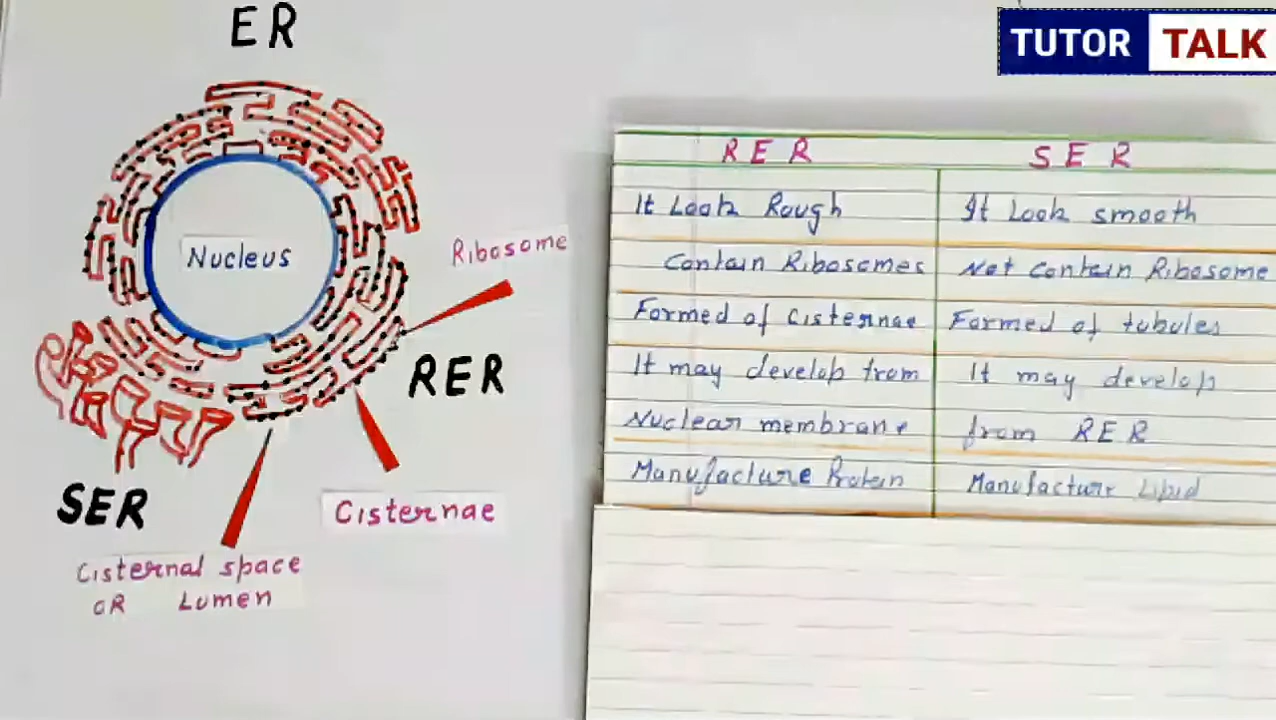 ER
TUTOR TALK
Nucleus
Ribosome
RER
SER
Cisternae
Cisternal space
OR Lumen
RER SER
It Look Rough It Look smooth
Contain Ribosomes Not Contain Ribosome
Formed of Cisternae Formed of tubules
It may develop from It may develop
Nuclear membrane from RER
Manufacture Protein Manufacture Lipid